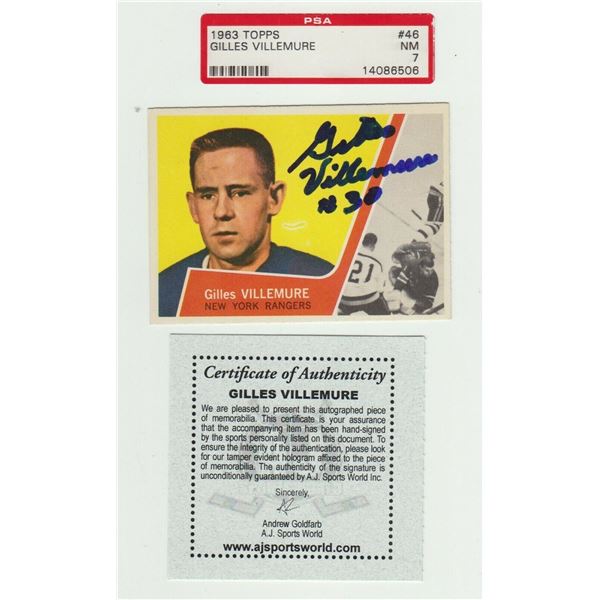 PSA
1963 TOPPS #46
GILLES VILLEMURE NM
7
14086506
Gilles
Villemure
# 30
21
Gilles VILLEMURE
NEW YORK RANGERS
Certificate of Authenticity
GILLES VILLEMURE
We are pleased to present this autographed piece
of memorabilia. This certificate is your assurance
that the accompanying item has been hand-signed
by the sports personality listed on this document. To
ensure the integrity of the authentication, please look
for our tamper evident hologram affixed to the piece
of memorabilia. The authenticity of the signature is
unconditionally guaranteed by A.J. Sports World Inc.
Sincerely,
Andrew Goldfarb
A.J. Sports World
www.ajsportsworld.com